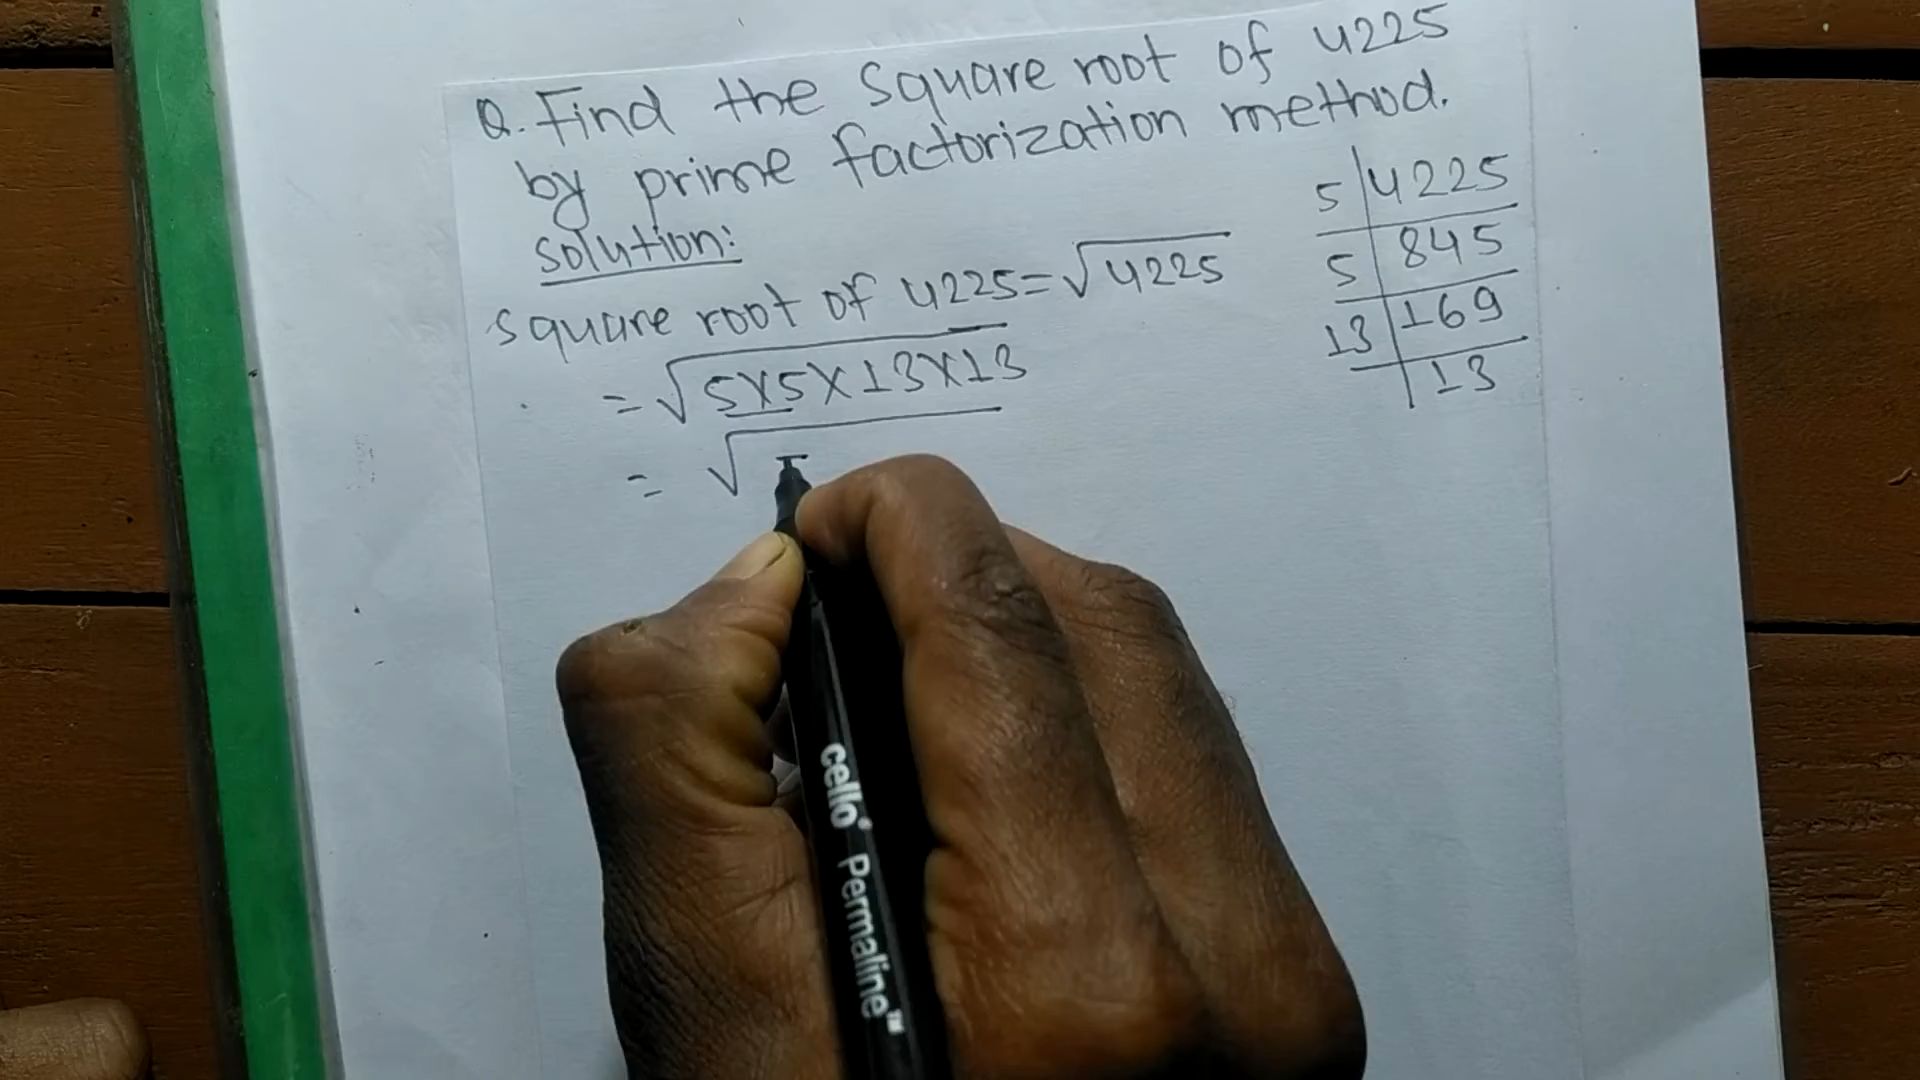 Q. Find the square root of 4225
by prime factorization method.
solution:
square root of 4225=√4225
= √5×5×13×13
= √
5 4225
5 845
13 169
13
cello Permaline™